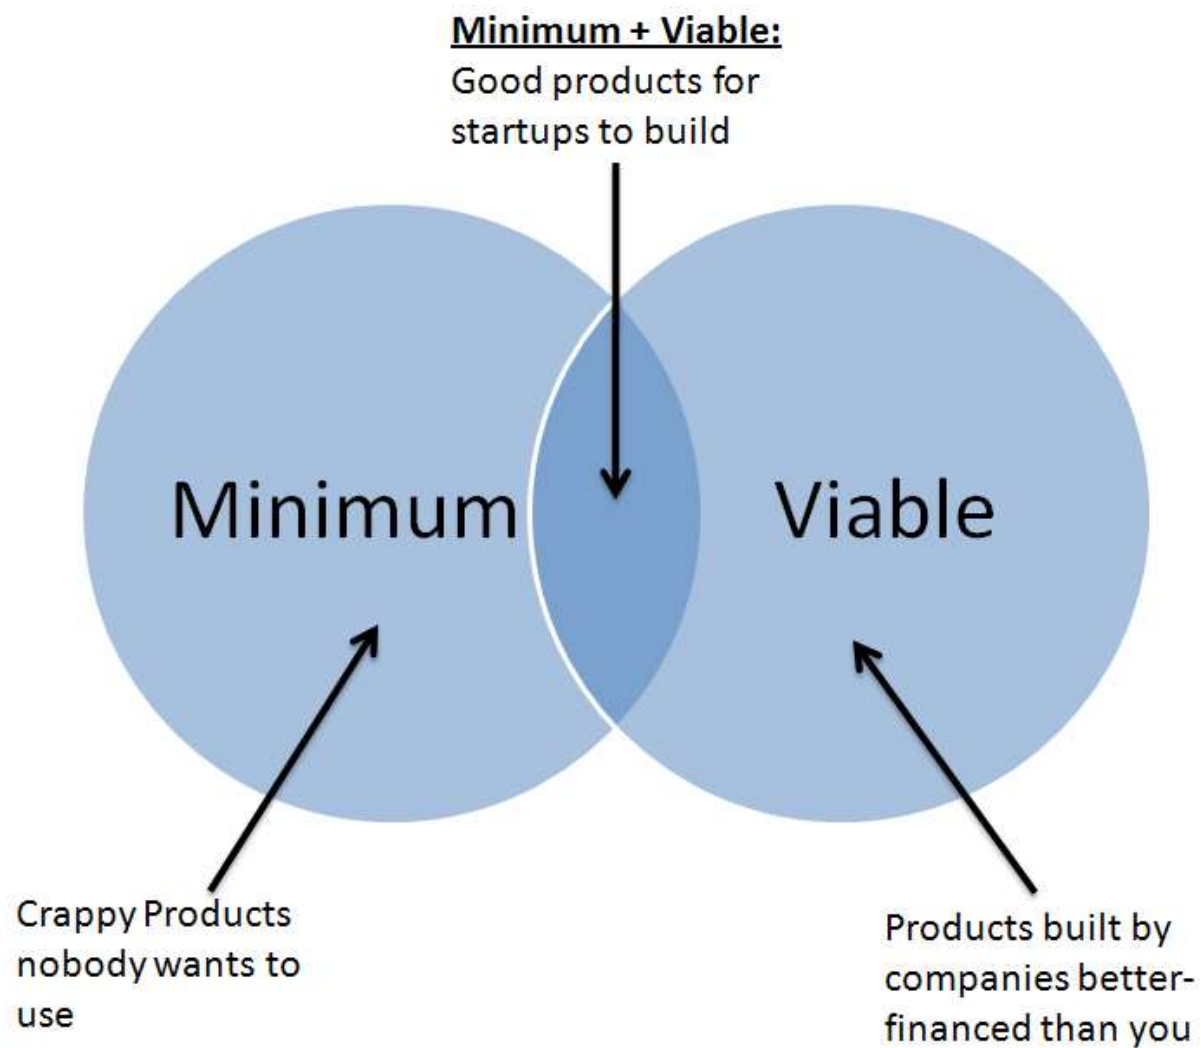 Minimum + Viable:
Good products for
startups to build
Minimum
Viable
Crappy Products
nobody wants to
use
Products built by
companies better-
financed than you